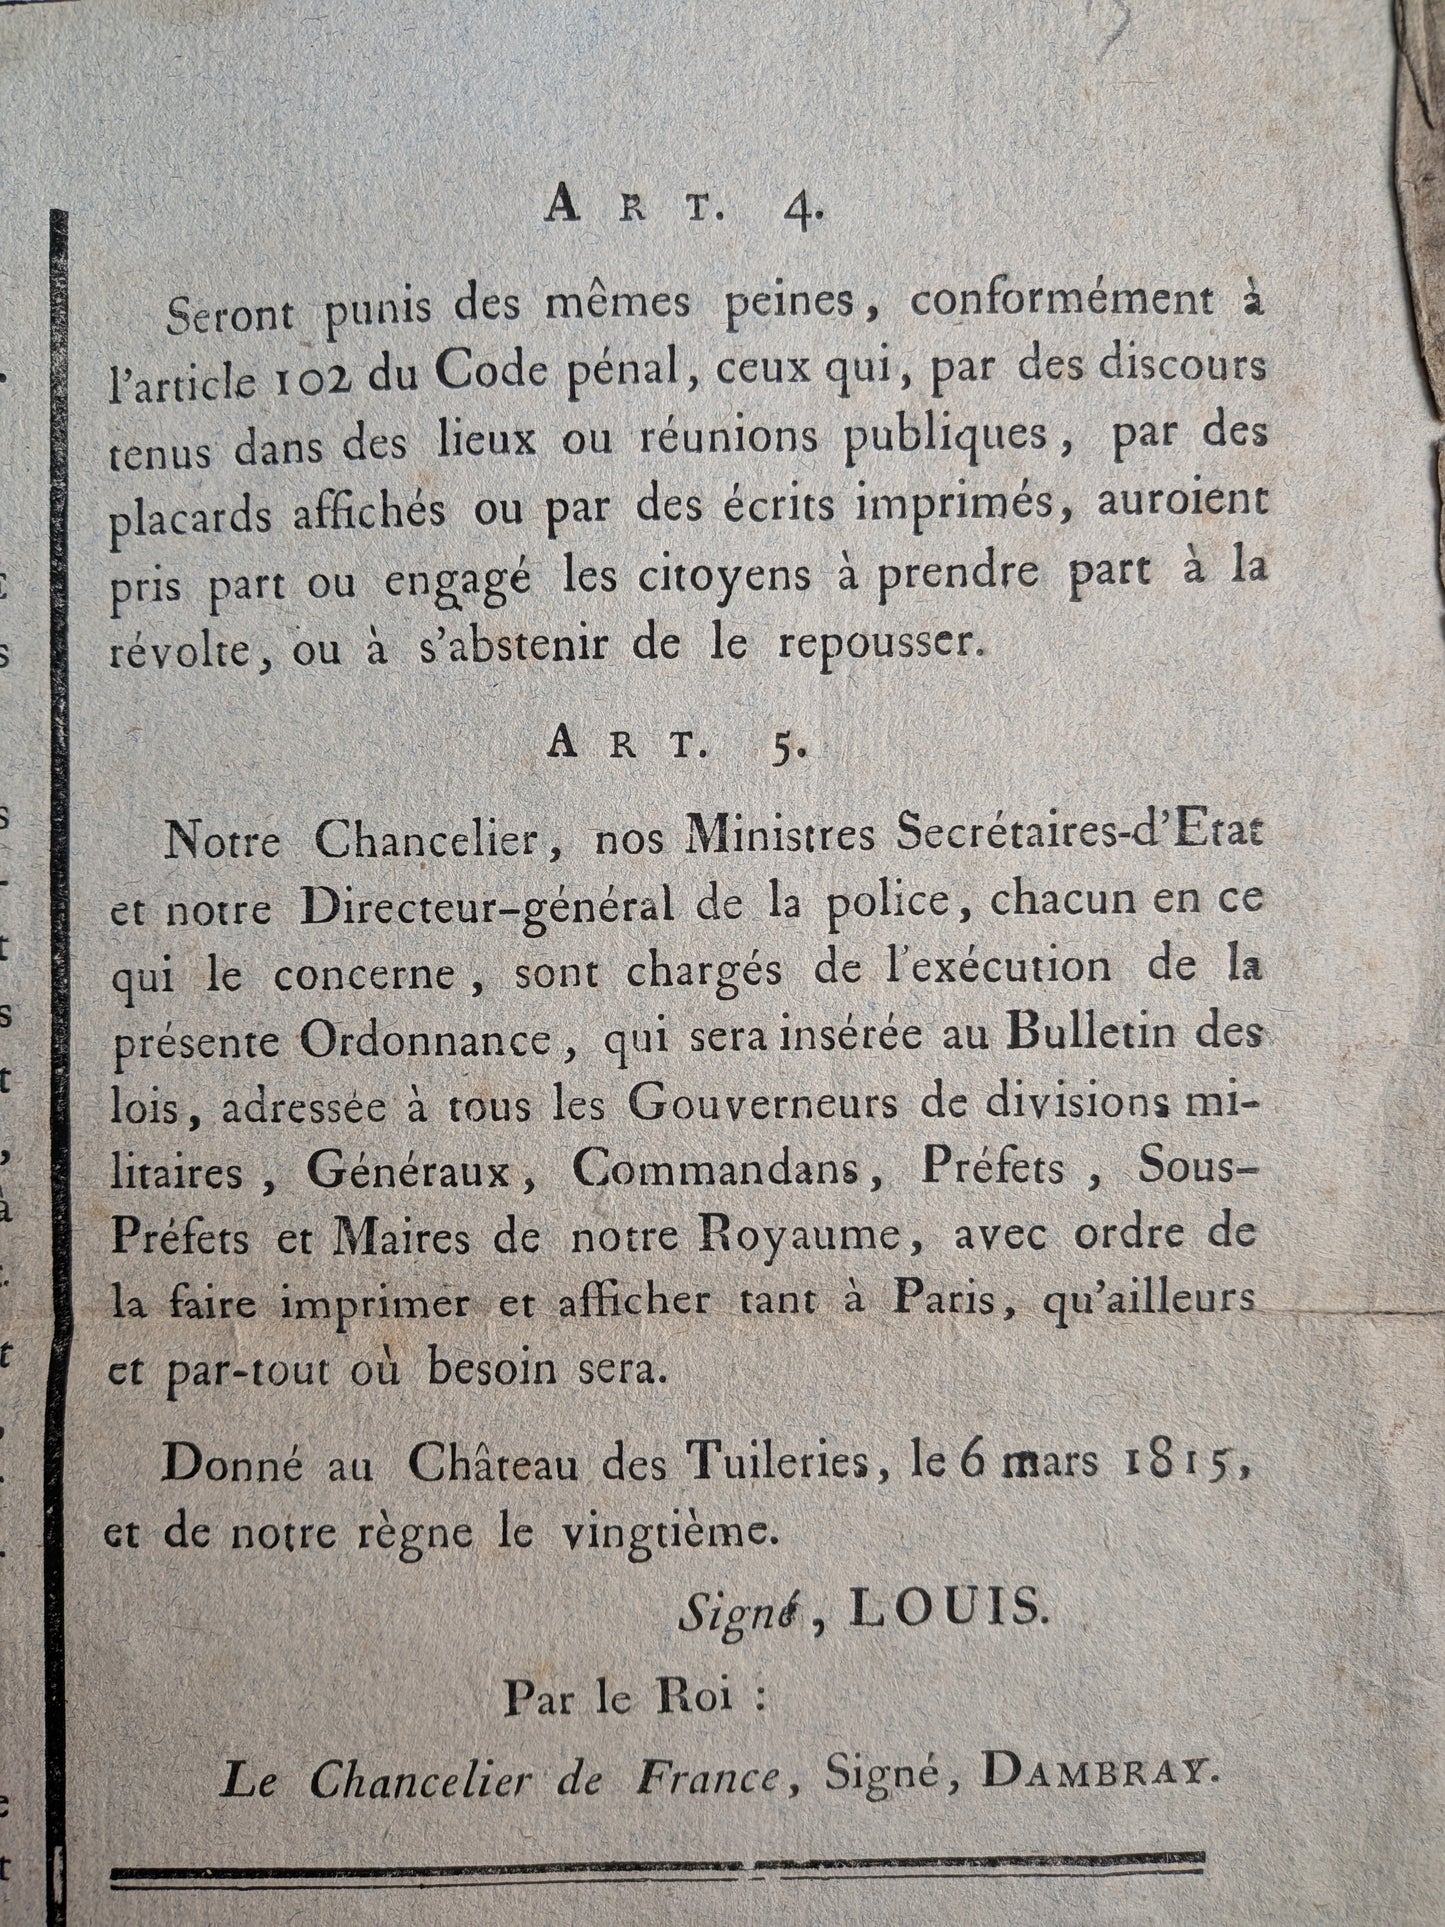 ART. 4.
Seront punis des mêmes peines, conformément à
l'article 102 du Code pénal, ceux qui, par des discours
tenus dans des lieux ou réunions publiques, par des
placards affichés ou par des écrits imprimés, auroient
pris part ou engagé les citoyens à prendre part à la
révolte, ou à s'abstenir de le repousser.
ART. 5.
Notre Chancelier, nos Ministres Secrétaires-d'Etat
et notre Directeur-général de la police, chacun en ce
qui le concerne, sont chargés de l'exécution de la
présente Ordonnance, qui sera insérée au Bulletin des
lois, adressée à tous les Gouverneurs de divisions mi-
litaires, Généraux, Commandans, Préfets, Sous-
Préfets et Maires de notre Royaume, avec ordre de
la faire imprimer et afficher tant à Paris, qu'ailleurs
et par-tout où besoin sera.
Donné au Château des Tuileries, le 6 mars 1815,
et de notre règne le vingtième.
Signé, LOUIS.
Par le Roi :
Le Chancelier de France, Signé, DAMBRAY.